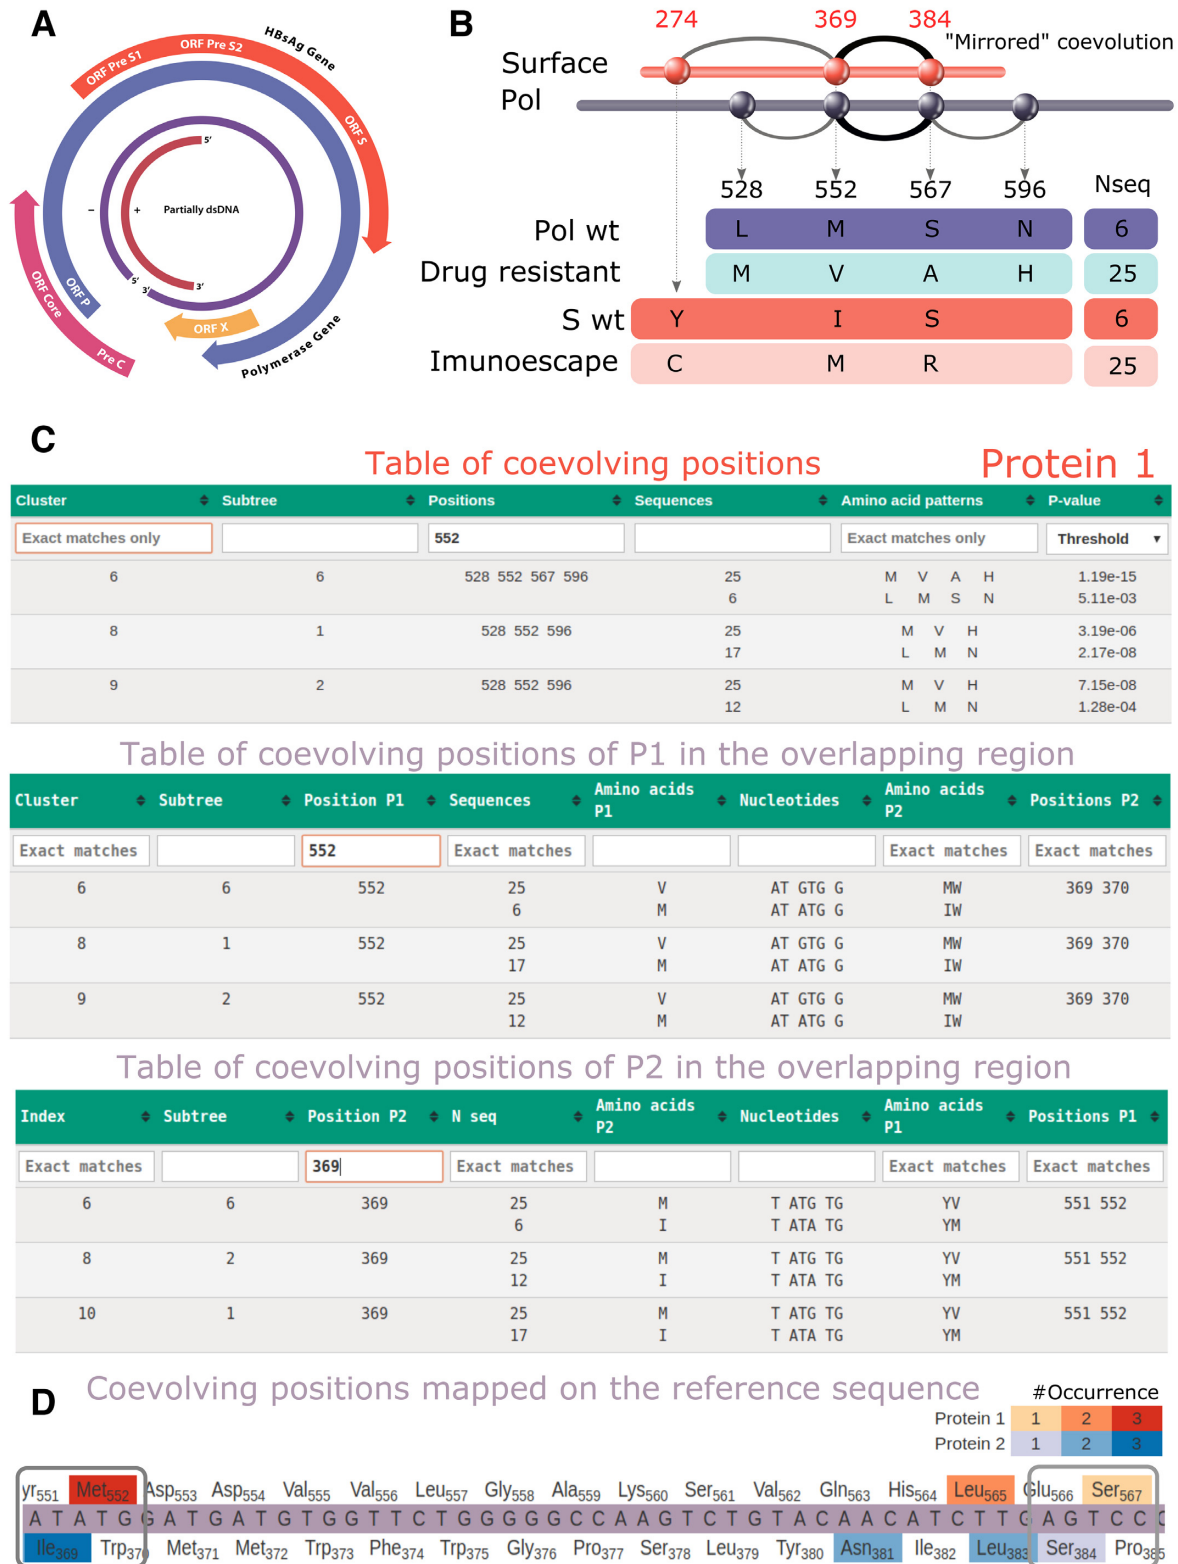 A
ORF Pre S1
ORF Pre S2
HBsAg Gene
ORF S
5'
− + Partially dsDNA
5'
3'
3'
ORF P
ORF Core
Pre C
ORF X
Polymerase Gene
B
274 369 384
"Mirrored" coevolution
Surface
Pol
528 552 567 596 Nseq
Pol wt L M S N 6
Drug resistant M V A H 25
S wt Y I S 6
Imunoescape C M R 25
C
Table of coevolving positions Protein 1
Cluster Subtree Positions Sequences Amino acid patterns P-value
Exact matches only 552 Exact matches only Threshold
6 6 528 552 567 596 25 M V A H 1.19e-15
6 L M S N 5.11e-03
8 1 528 552 596 25 M V H 3.19e-06
17 L M N 2.17e-08
9 2 528 552 596 25 M V H 7.15e-08
12 L M N 1.28e-04
Table of coevolving positions of P1 in the overlapping region
Cluster Subtree Position P1 Sequences Amino acids P1 Nucleotides Amino acids P2 Positions P2
Exact matches 552 Exact matches Exact matches Exact matches
6 6 552 25 V AT GTG G MW 369 370
6 M AT ATG G IW
8 1 552 25 V AT GTG G MW 369 370
17 M AT ATG G IW
9 2 552 25 V AT GTG G MW 369 370
12 M AT ATG G IW
Table of coevolving positions of P2 in the overlapping region
Index Subtree Position P2 N seq Amino acids P2 Nucleotides Amino acids P1 Positions P1
Exact matches 369 Exact matches Exact matches Exact matches
6 6 369 25 M T ATG TG YV 551 552
6 I T ATA TG YM
8 2 369 25 M T ATG TG YV 551 552
12 I T ATA TG YM
10 1 369 25 M T ATG TG YV 551 552
17 I T ATA TG YM
D
Coevolving positions mapped on the reference sequence
#Occurrence
Protein 1 1 2 3
Protein 2 1 2 3
yr551 Met552 Asp553 Asp554 Val555 Val556 Leu557 Gly558 Ala559 Lys560 Ser561 Val562 Gln563 His564 Leu565 Glu566 Ser567
A T A T G G A T G A T G T G G T T C T G G G G G C C A A G T C T G T A C A A C A T C T T G A G T C C C
Ile369 Trp370 Met371 Met372 Trp373 Phe374 Trp375 Gly376 Pro377 Ser378 Leu379 Tyr380 Asn381 Ile382 Leu383 Ser384 Pro385